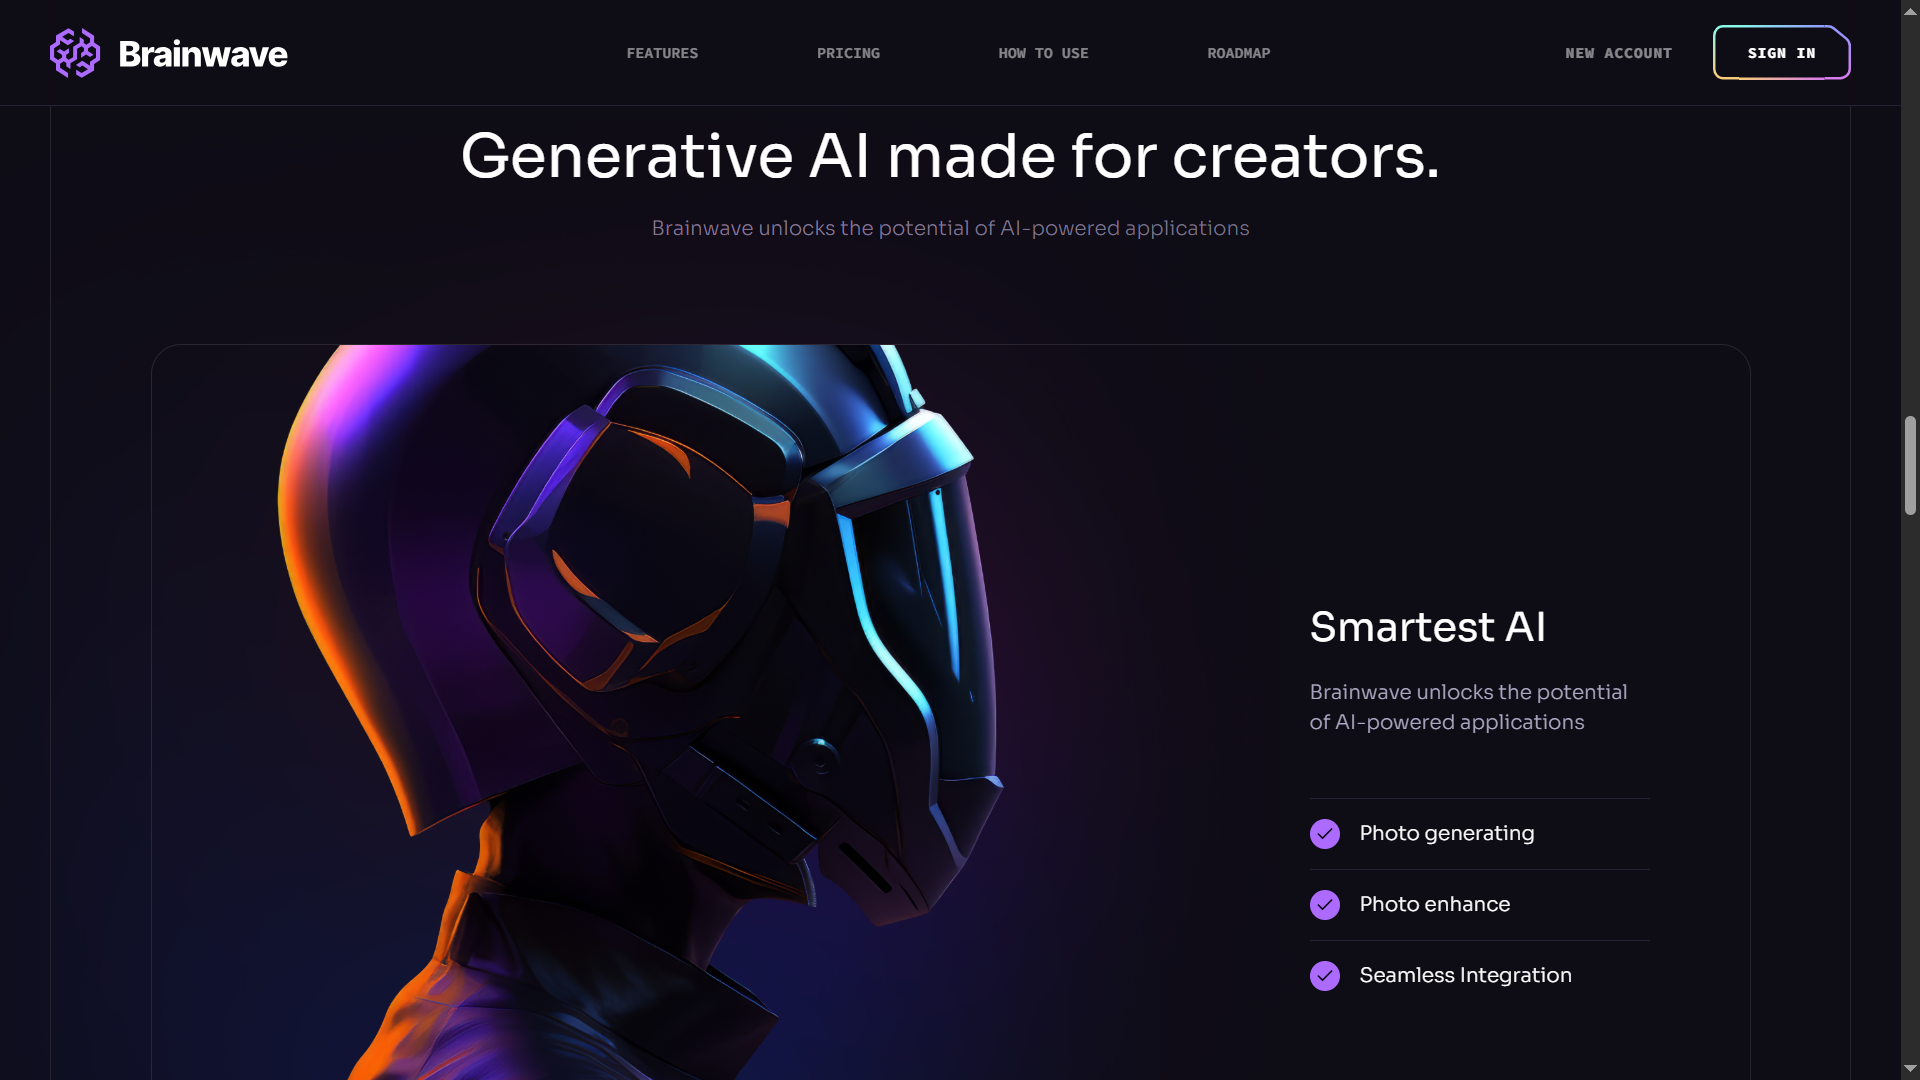 Brainwave
FEATURES
PRICING
HOW TO USE
ROADMAP
NEW ACCOUNT
SIGN IN
Generative AI made for creators.
Brainwave unlocks the potential of AI-powered applications
Smartest AI
Brainwave unlocks the potential
of AI-powered applications
Photo generating
Photo enhance
Seamless Integration